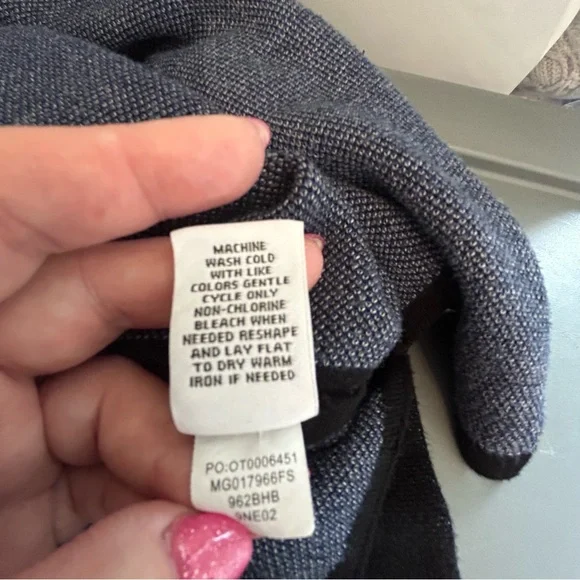 MACHINE
WASH COLD
WITH LIKE
COLORS GENTLE
CYCLE ONLY
NON-CHLORINE
BLEACH WHEN
NEEDED RESHAPE
AND LAY FLAT
TO DRY WARM
IRON IF NEEDED
PO:OT0006451
MG017966FS
962BHB